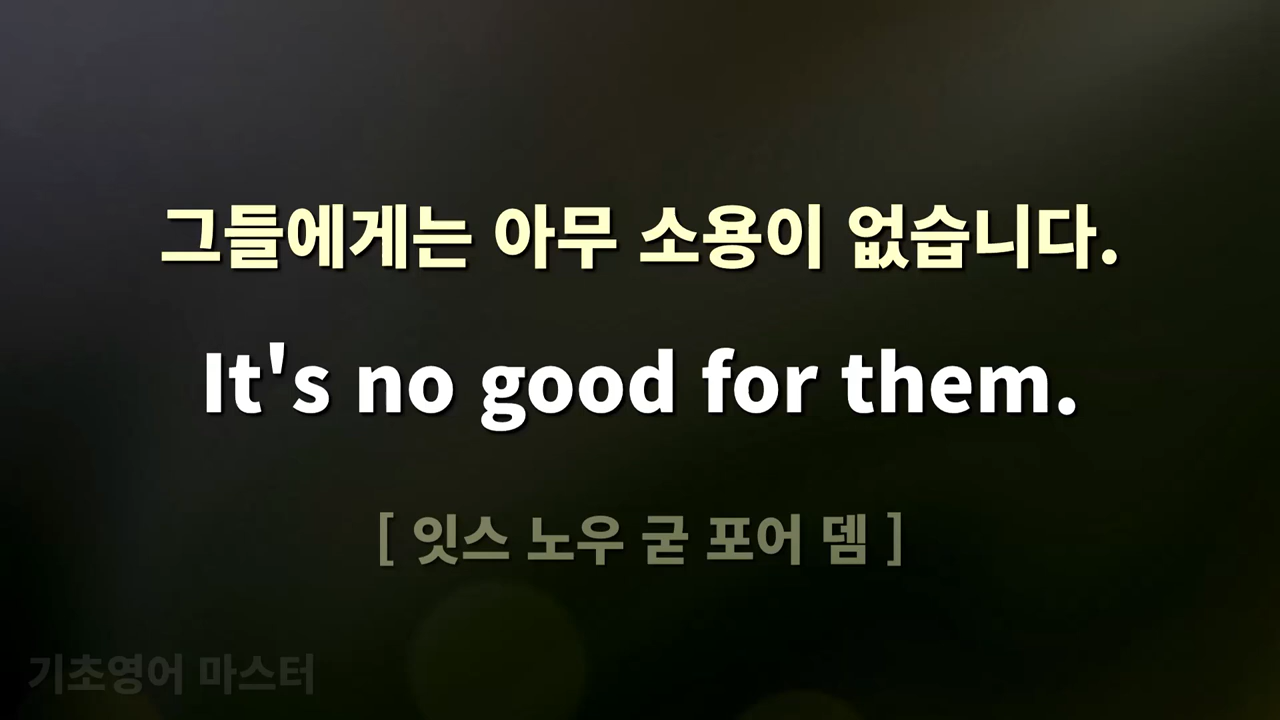 그들에게는 아무 소용이 없습니다.
It's no good for them.
[ 잇스 노우 굳 포어 뎀 ]
기초영어 마스터